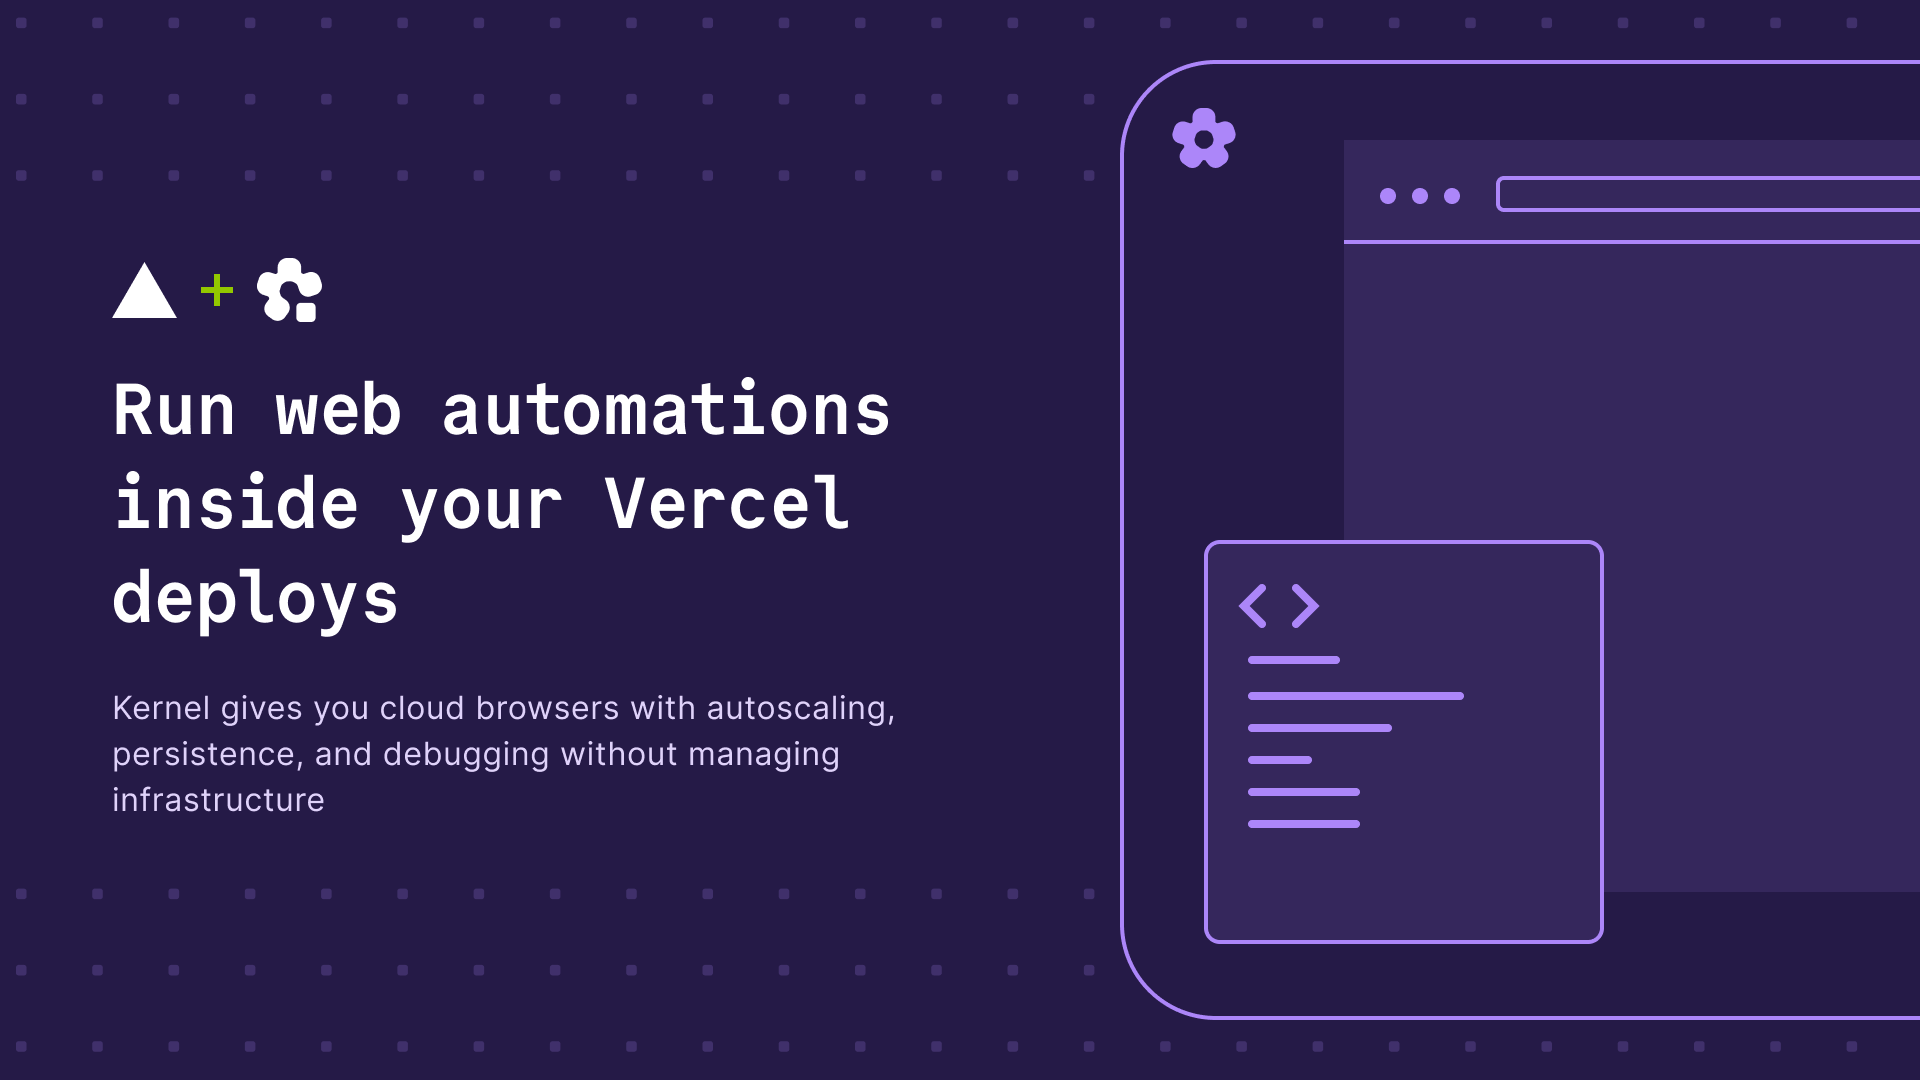 Run web automations
inside your Vercel
deploys
Kernel gives you cloud browsers with autoscaling,
persistence, and debugging without managing
infrastructure